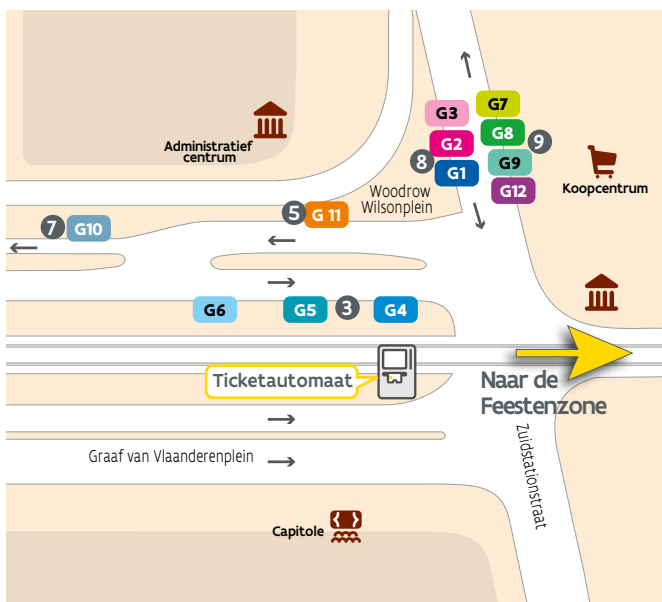 G3
G7
G2
G8
8
9
G1
G9
G12
Administratief
centrum
Koopcentrum
Woodrow
Wilsonplein
7
G10
5
G 11
G6
G5
3
G4
Ticketautomaat
Naar de
Feestenzone
Zuidstationstraat
Graaf van Vlaanderenplein
Capitole